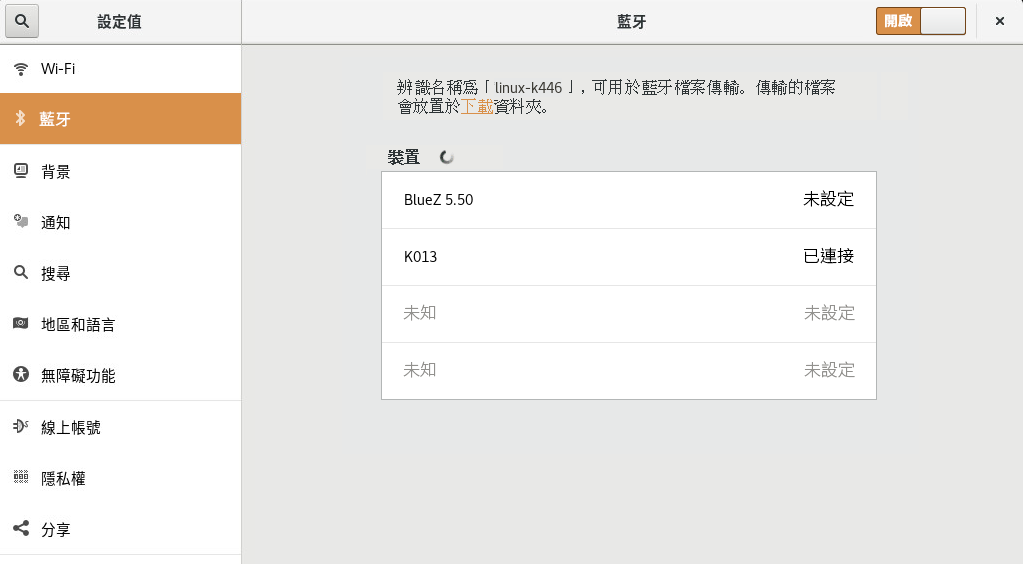 設定值
藍牙
開啟
Wi-Fi
藍牙
背景
通知
搜尋
地區和語言
無障礙功能
線上帳號
隱私權
分享
辨識名稱為「linux-k446」，可用於藍牙檔案傳輸。傳輸的檔案
會放置於下載資料夾。
裝置
BlueZ 5.50 未設定
K013 已連接
未知 未設定
未知 未設定